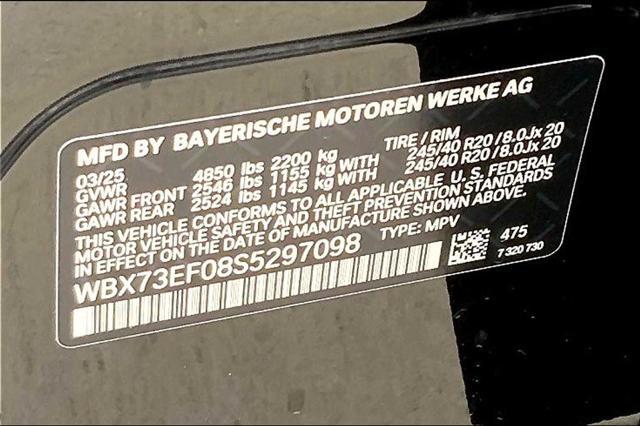 MFD BY BAYERISCHE MOTOREN WERKE AG
03/25 TIRE / RIM
GVWR 4850 lbs 2200 kg
GAWR FRONT 2546 lbs 1155 kg WITH 245/40 R20 / 8.0Jx 20
GAWR REAR 2524 lbs 1145 kg WITH 245/40 R20 / 8.0Jx 20
THIS VEHICLE CONFORMS TO ALL APPLICABLE U. S. FEDERAL
MOTOR VEHICLE SAFETY AND THEFT PREVENTION STANDARDS
IN EFFECT ON THE DATE OF MANUFACTURE SHOWN ABOVE.
WBX73EF08S5297098 TYPE: MPV 475
7 320 730